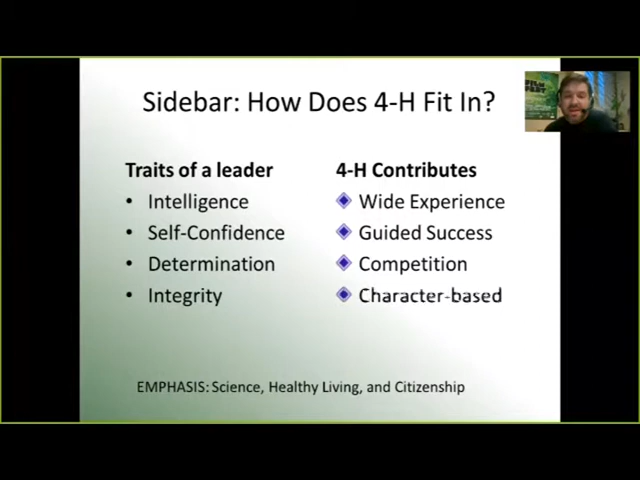 Sidebar: How Does 4-H Fit In?
Traits of a leader
• Intelligence
• Self-Confidence
• Determination
• Integrity
4-H Contributes
Wide Experience
Guided Success
Competition
Character-based
EMPHASIS: Science, Healthy Living, and Citizenship